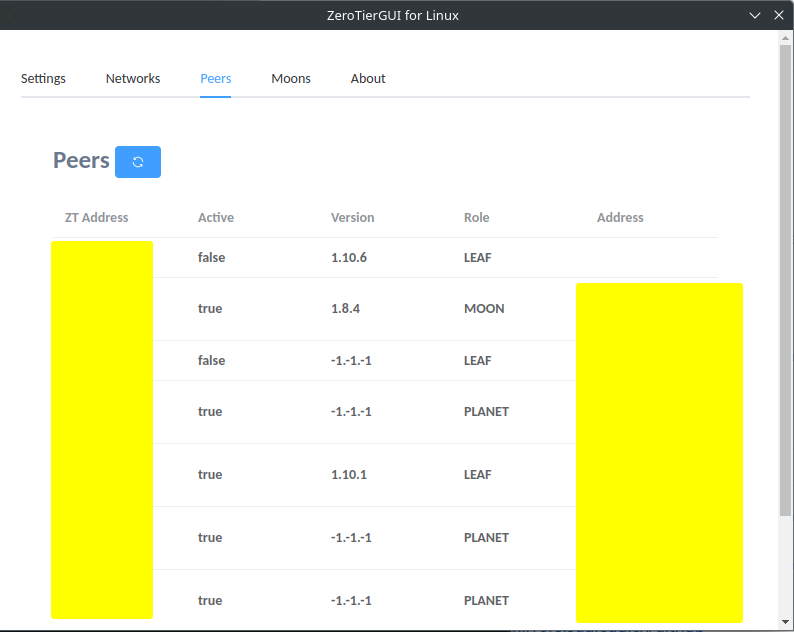 ZeroTierGUI for Linux
Settings Networks Peers Moons About
Peers
ZT Address Active Version Role Address
false 1.10.6 LEAF
true 1.8.4 MOON
false -1.-1.-1 LEAF
true -1.-1.-1 PLANET
true 1.10.1 LEAF
true -1.-1.-1 PLANET
true -1.-1.-1 PLANET